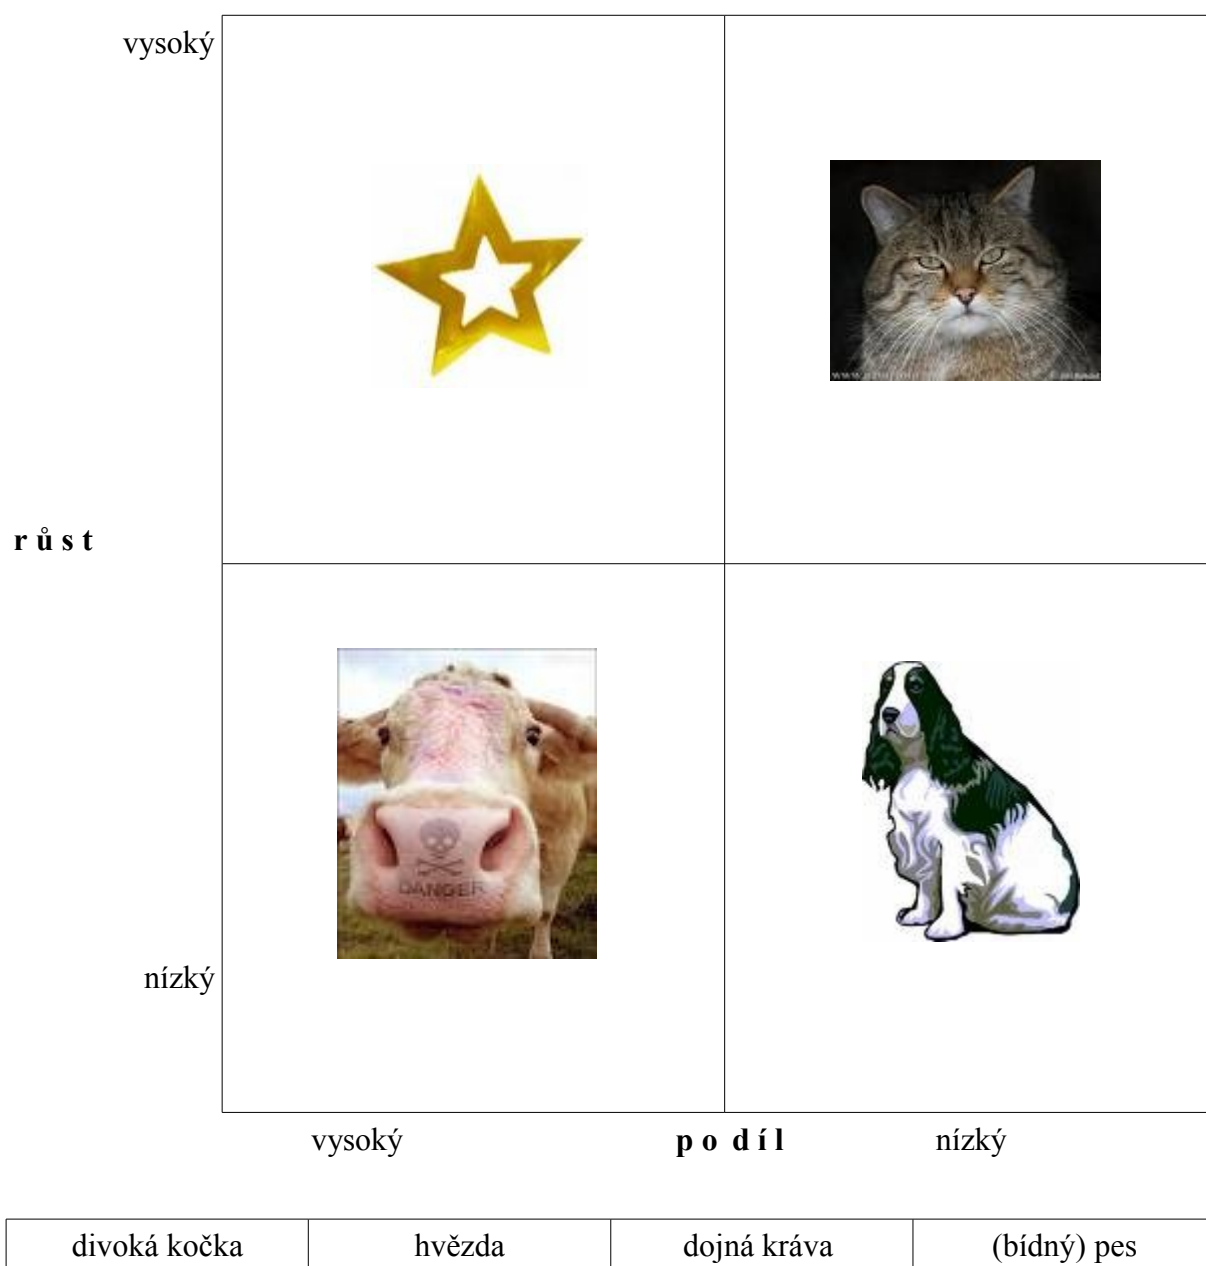 vysoký
růst
DANGER
nízký
vysoký podíl nízký
divoká kočka hvězda dojná kráva (bídný) pes